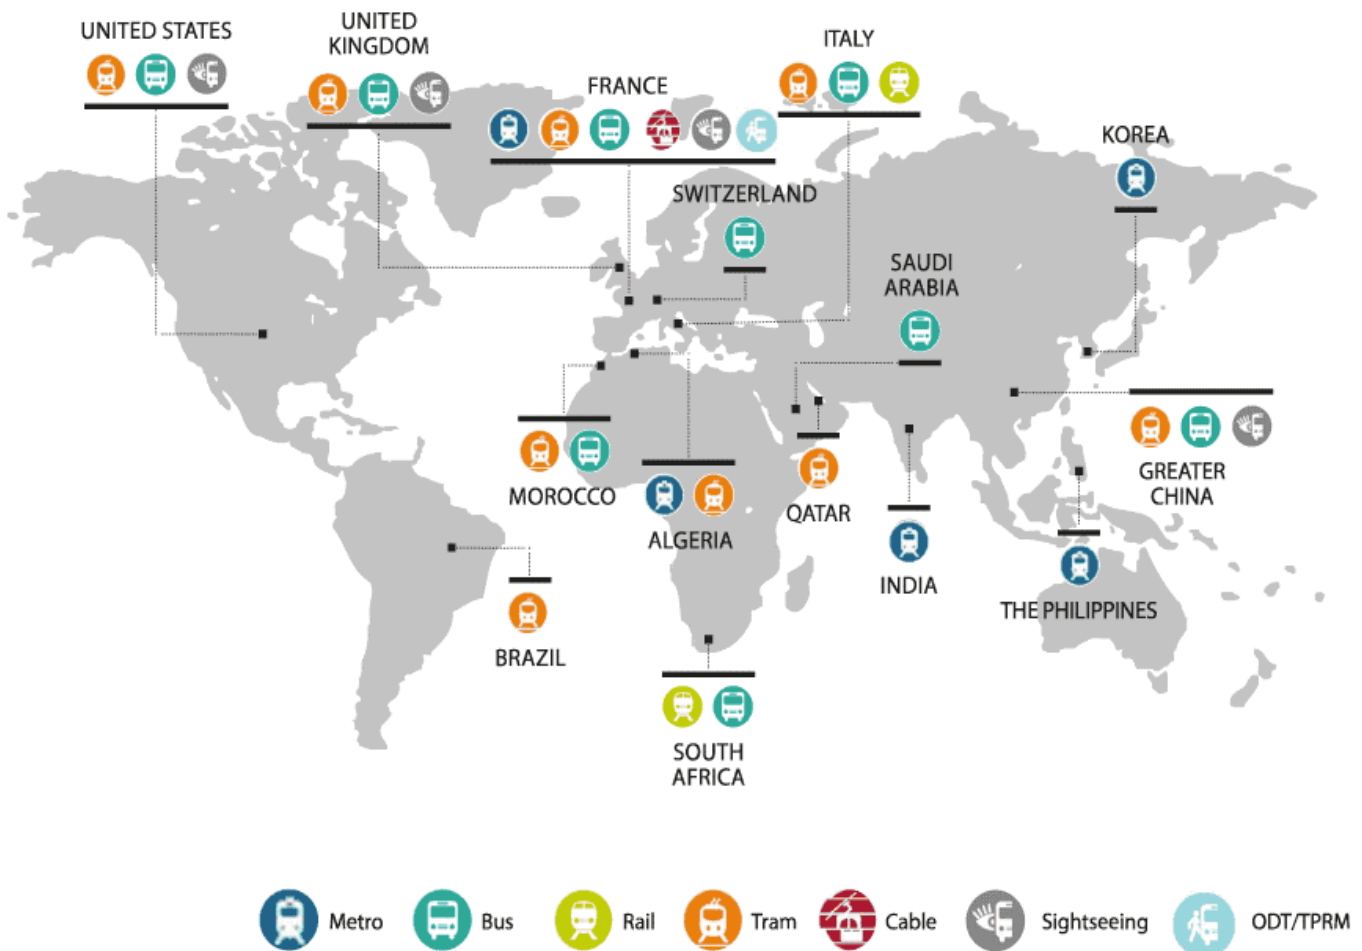 UNITED STATES
UNITED
KINGDOM
FRANCE
ITALY
KOREA
SWITZERLAND
SAUDI
ARABIA
MOROCCO
ALGERIA
QATAR
INDIA
GREATER
CHINA
THE PHILIPPINES
BRAZIL
SOUTH
AFRICA
Metro
Bus
Rail
Tram
Cable
Sightseeing
ODT/TPRM